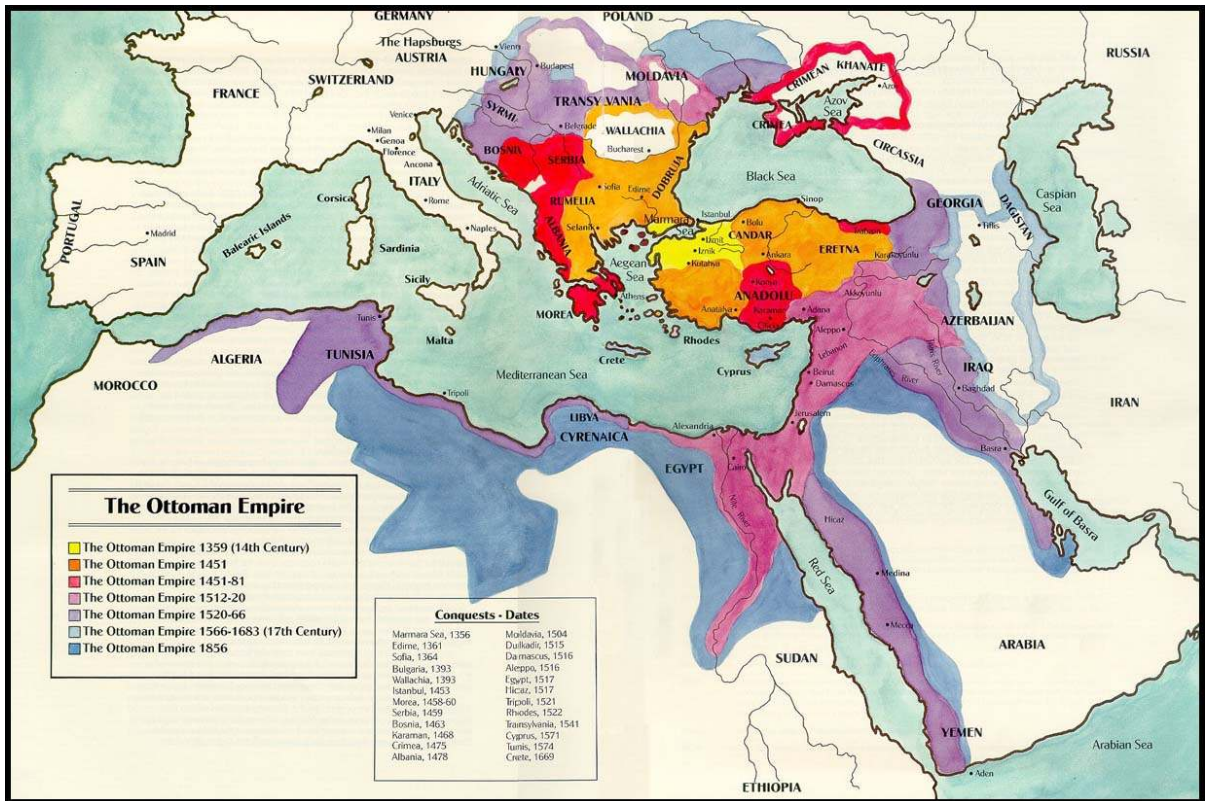 GERMANY
POLAND
RUSSIA
The Hapsburgs
AUSTRIA
Vienn
HUNGALY
Budapest
MOLDAVIA
CRIMEAN KHANATE
Azov
Azov
Sea
SWITZERLAND
FRANCE
TRANSY VANIA
SYRMI
Venice
Belgrade
WALLACHIA
Bucharest
CRIMEA
CIRCASSIA
Milan
Genoa
Florence
BOSNIA
SERBIA
DOBRUJA
Black Sea
Caspian
Sea
Ancona
ITALY
Adriatic Sea
Corsica
Rome
RUMELIA
Sofia
Edirne
Sinop
GEORGIA
DAGISTAN
PORTUGAL
Madrid
SPAIN
Balearic Islands
Sardinia
Naples
ALBANIA
Selanik
Marmara
Sea
Istanbul
Bolu
CANDAR
Izmit
Iznik
Kutahya
Ankara
ERETNA
Karakoyunlu
Tiflis
Aegean
Sea
Sicily
Athens
MOREA
Konya
ANADOLU
Karaman
Anatalya
Adana
Akkoyunlu
AZERBAIJAN
Tunis
Malta
Rhodes
Crete
Cyprus
Aleppo
Lebanon
Beirut
Damascus
Euphrates River
IRAQ
Baghdad
ALGERIA
TUNISIA
MOROCCO
Mediterranean Sea
Tripoli
IRAN
LIBYA
CYRENAICA
Alexandria
Jerusalem
Basra
EGYPT
Cairo
Nile River
Gulf of Basra
Hicaz
Red Sea
Medina
Mecca
ARABIA
SUDAN
YEMEN
Aden
Arabian Sea
ETHIOPIA
The Ottoman Empire
The Ottoman Empire 1359 (14th Century)
The Ottoman Empire 1451
The Ottoman Empire 1451-81
The Ottoman Empire 1512-20
The Ottoman Empire 1520-66
The Ottoman Empire 1566-1683 (17th Century)
The Ottoman Empire 1856
Conquests - Dates
Marmara Sea, 1356
Edirne, 1361
Sofia, 1364
Bulgaria, 1393
Wallachia, 1393
Istanbul, 1453
Morea, 1458-60
Serbia, 1459
Bosnia, 1463
Karaman, 1468
Crimea, 1475
Albania, 1478
Moldavia, 1504
Dulkadir, 1515
Damascus, 1516
Aleppo, 1516
Egypt, 1517
Hicaz, 1517
Tripoli, 1521
Rhodes, 1522
Transylvania, 1541
Cyprus, 1571
Tunis, 1574
Crete, 1669